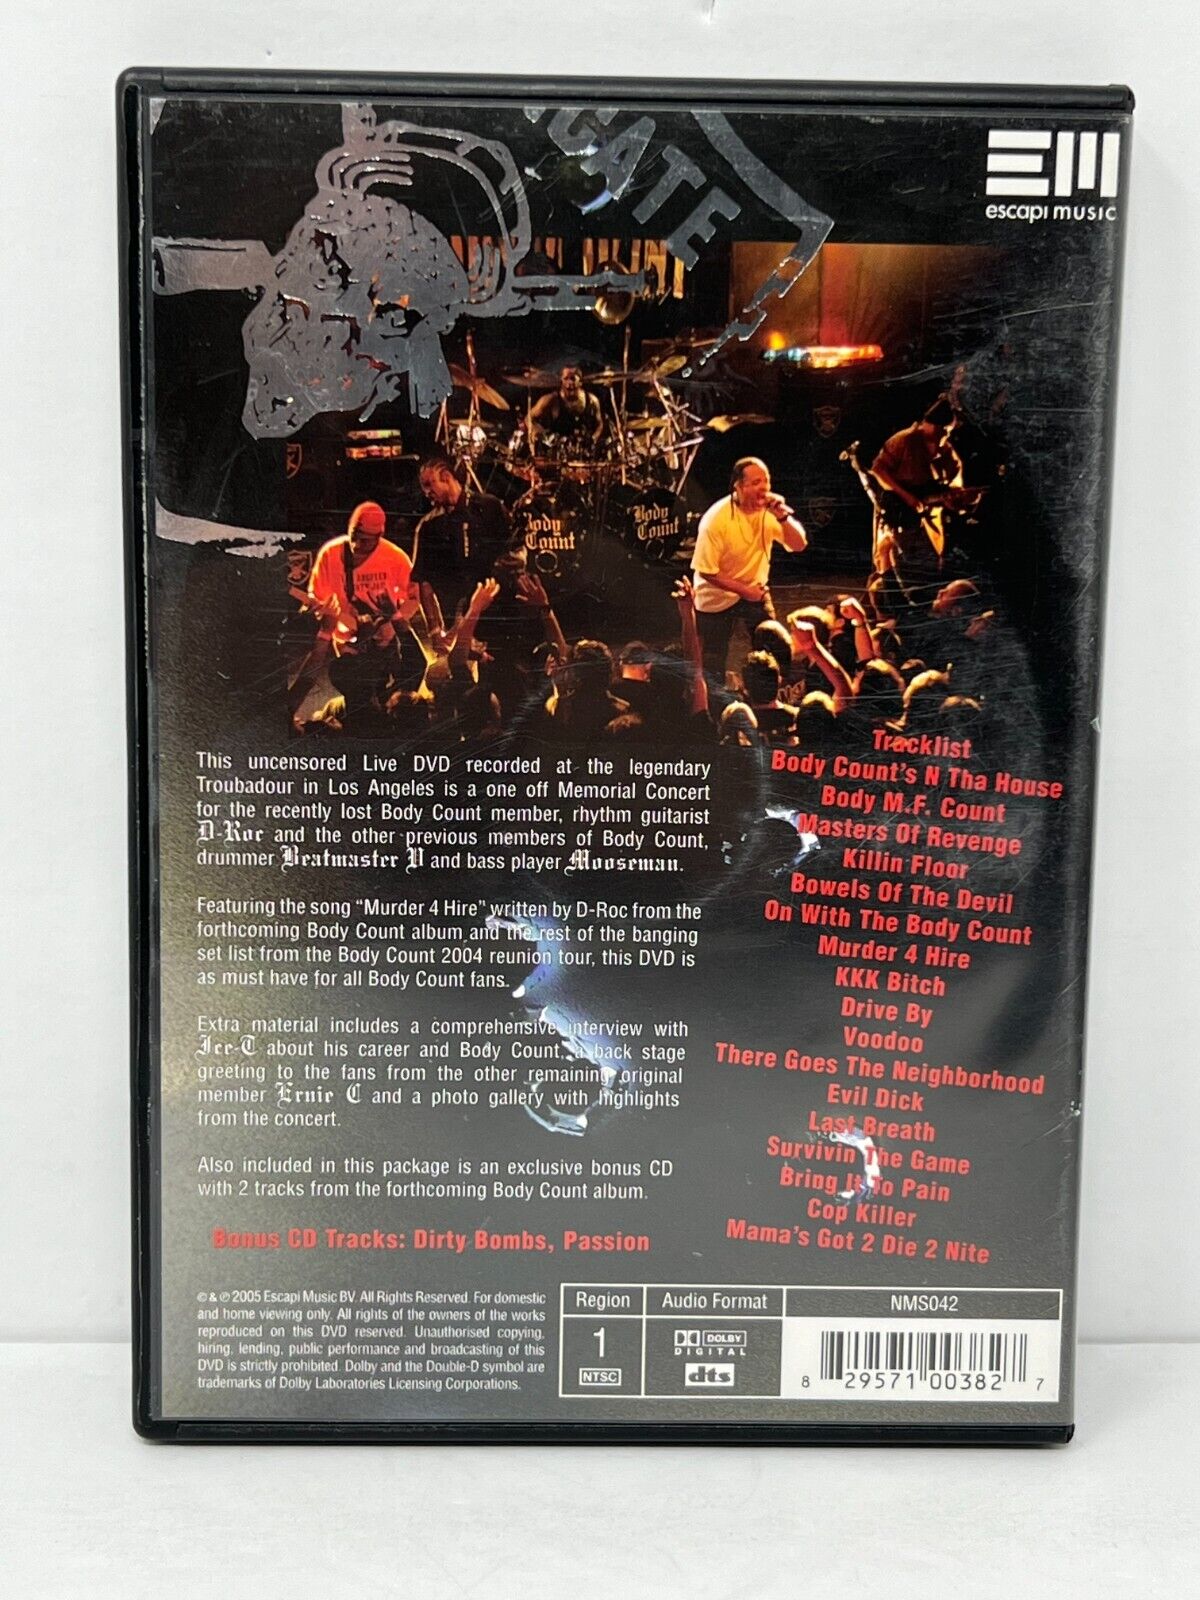 GATE
EM
escapi music
Body
Count
Body
Count
Tracklist
Body Count's N Tha House
Body M.F. Count
Masters Of Revenge
Killin Floor
Bowels Of The Devil
On With The Body Count
Murder 4 Hire
KKK Bitch
Drive By
Voodoo
There Goes The Neighborhood
Evil Dick
Last Breath
Survivin The Game
Bring It To Pain
Cop Killer
Mama's Got 2 Die 2 Nite
This uncensored Live DVD recorded at the legendary
Troubadour in Los Angeles is a one off Memorial Concert
for the recently lost Body Count member, rhythm guitarist
D-Roc and the other previous members of Body Count,
drummer Beatmaster V and bass player Mooseman.
Featuring the song "Murder 4 Hire" written by D-Roc from the
forthcoming Body Count album and the rest of the banging
set list from the Body Count 2004 reunion tour, this DVD is
as must have for all Body Count fans.
Extra material includes a comprehensive interview with
Ice-T about his career and Body Count, a back stage
greeting to the fans from the other remaining original
member Ernie C and a photo gallery with highlights
from the concert.
Also included in this package is an exclusive bonus CD
with 2 tracks from the forthcoming Body Count album.
Bonus CD Tracks: Dirty Bombs, Passion
© & ℗ 2005 Escapi Music BV. All Rights Reserved. For domestic
and home viewing only. All rights of the owners of the works
reproduced on this DVD reserved. Unauthorised copying,
hiring, lending, public performance and broadcasting of this
DVD is strictly prohibited. Dolby and the Double-D symbol are
trademarks of Dolby Laboratories Licensing Corporations.
Region
1
NTSC
Audio Format
DOLBY
DIGITAL
dts
NMS042
8 29571 00382 7